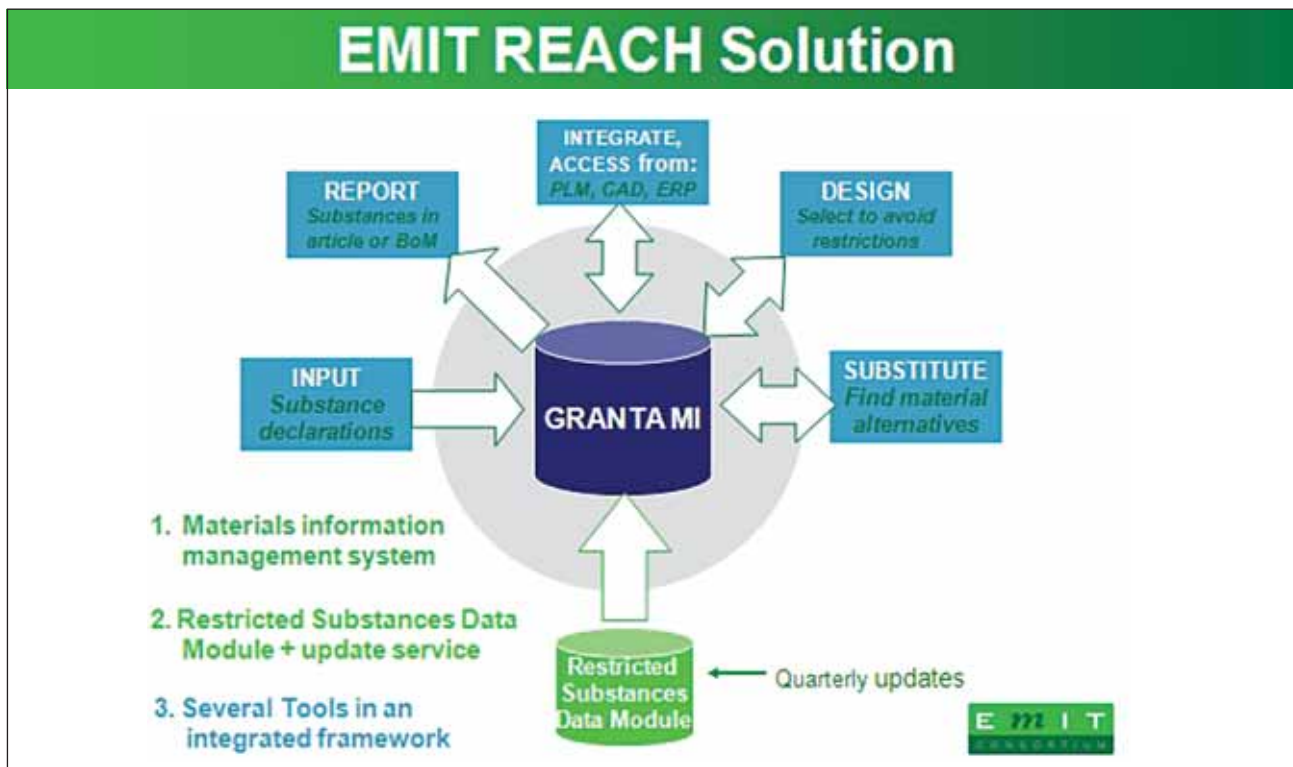 EMIT REACH Solution
INTEGRATE,
ACCESS from:
PLM, CAD, ERP
REPORT
Substances in
article or BoM
DESIGN
Select to avoid
restrictions
INPUT
Substance
declarations
GRANTA MI
SUBSTITUTE
Find material
alternatives
1. Materials information
management system
2. Restricted Substances Data
Module + update service
3. Several Tools in an
integrated framework
Restricted
Substances
Data Module
Quarterly updates
EmIT
CONSORTIUM